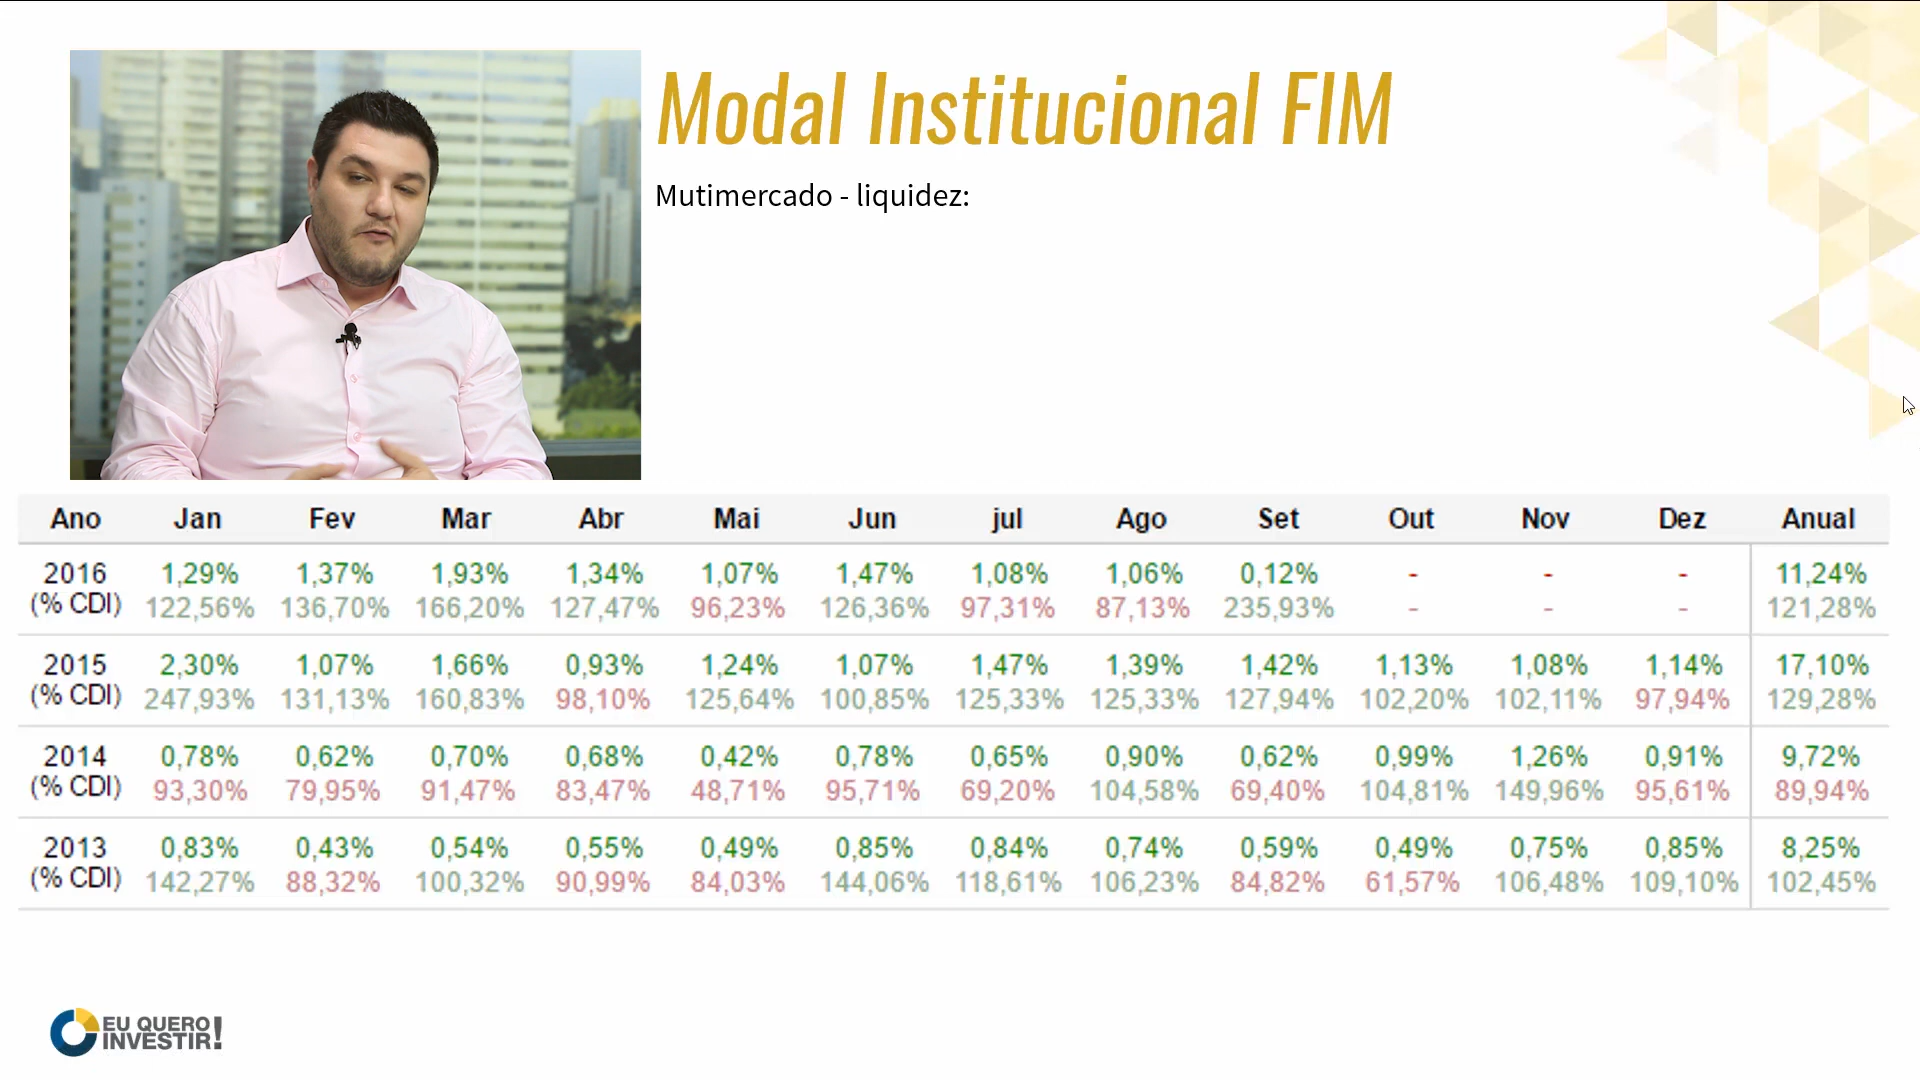 Modal Institucional FIM
Mutimercado - liquidez:
Ano Jan Fev Mar Abr Mai Jun jul Ago Set Out Nov Dez Anual
2016 1,29% 1,37% 1,93% 1,34% 1,07% 1,47% 1,08% 1,06% 0,12% - - - 11,24%
(% CDI) 122,56% 136,70% 166,20% 127,47% 96,23% 126,36% 97,31% 87,13% 235,93% - - - 121,28%
2015 2,30% 1,07% 1,66% 0,93% 1,24% 1,07% 1,47% 1,39% 1,42% 1,13% 1,08% 1,14% 17,10%
(% CDI) 247,93% 131,13% 160,83% 98,10% 125,64% 100,85% 125,33% 125,33% 127,94% 102,20% 102,11% 97,94% 129,28%
2014 0,78% 0,62% 0,70% 0,68% 0,42% 0,78% 0,65% 0,90% 0,62% 0,99% 1,26% 0,91% 9,72%
(% CDI) 93,30% 79,95% 91,47% 83,47% 48,71% 95,71% 69,20% 104,58% 69,40% 104,81% 149,96% 95,61% 89,94%
2013 0,83% 0,43% 0,54% 0,55% 0,49% 0,85% 0,84% 0,74% 0,59% 0,49% 0,75% 0,85% 8,25%
(% CDI) 142,27% 88,32% 100,32% 90,99% 84,03% 144,06% 118,61% 106,23% 84,82% 61,57% 106,48% 109,10% 102,45%
EU QUERO
INVESTIR!